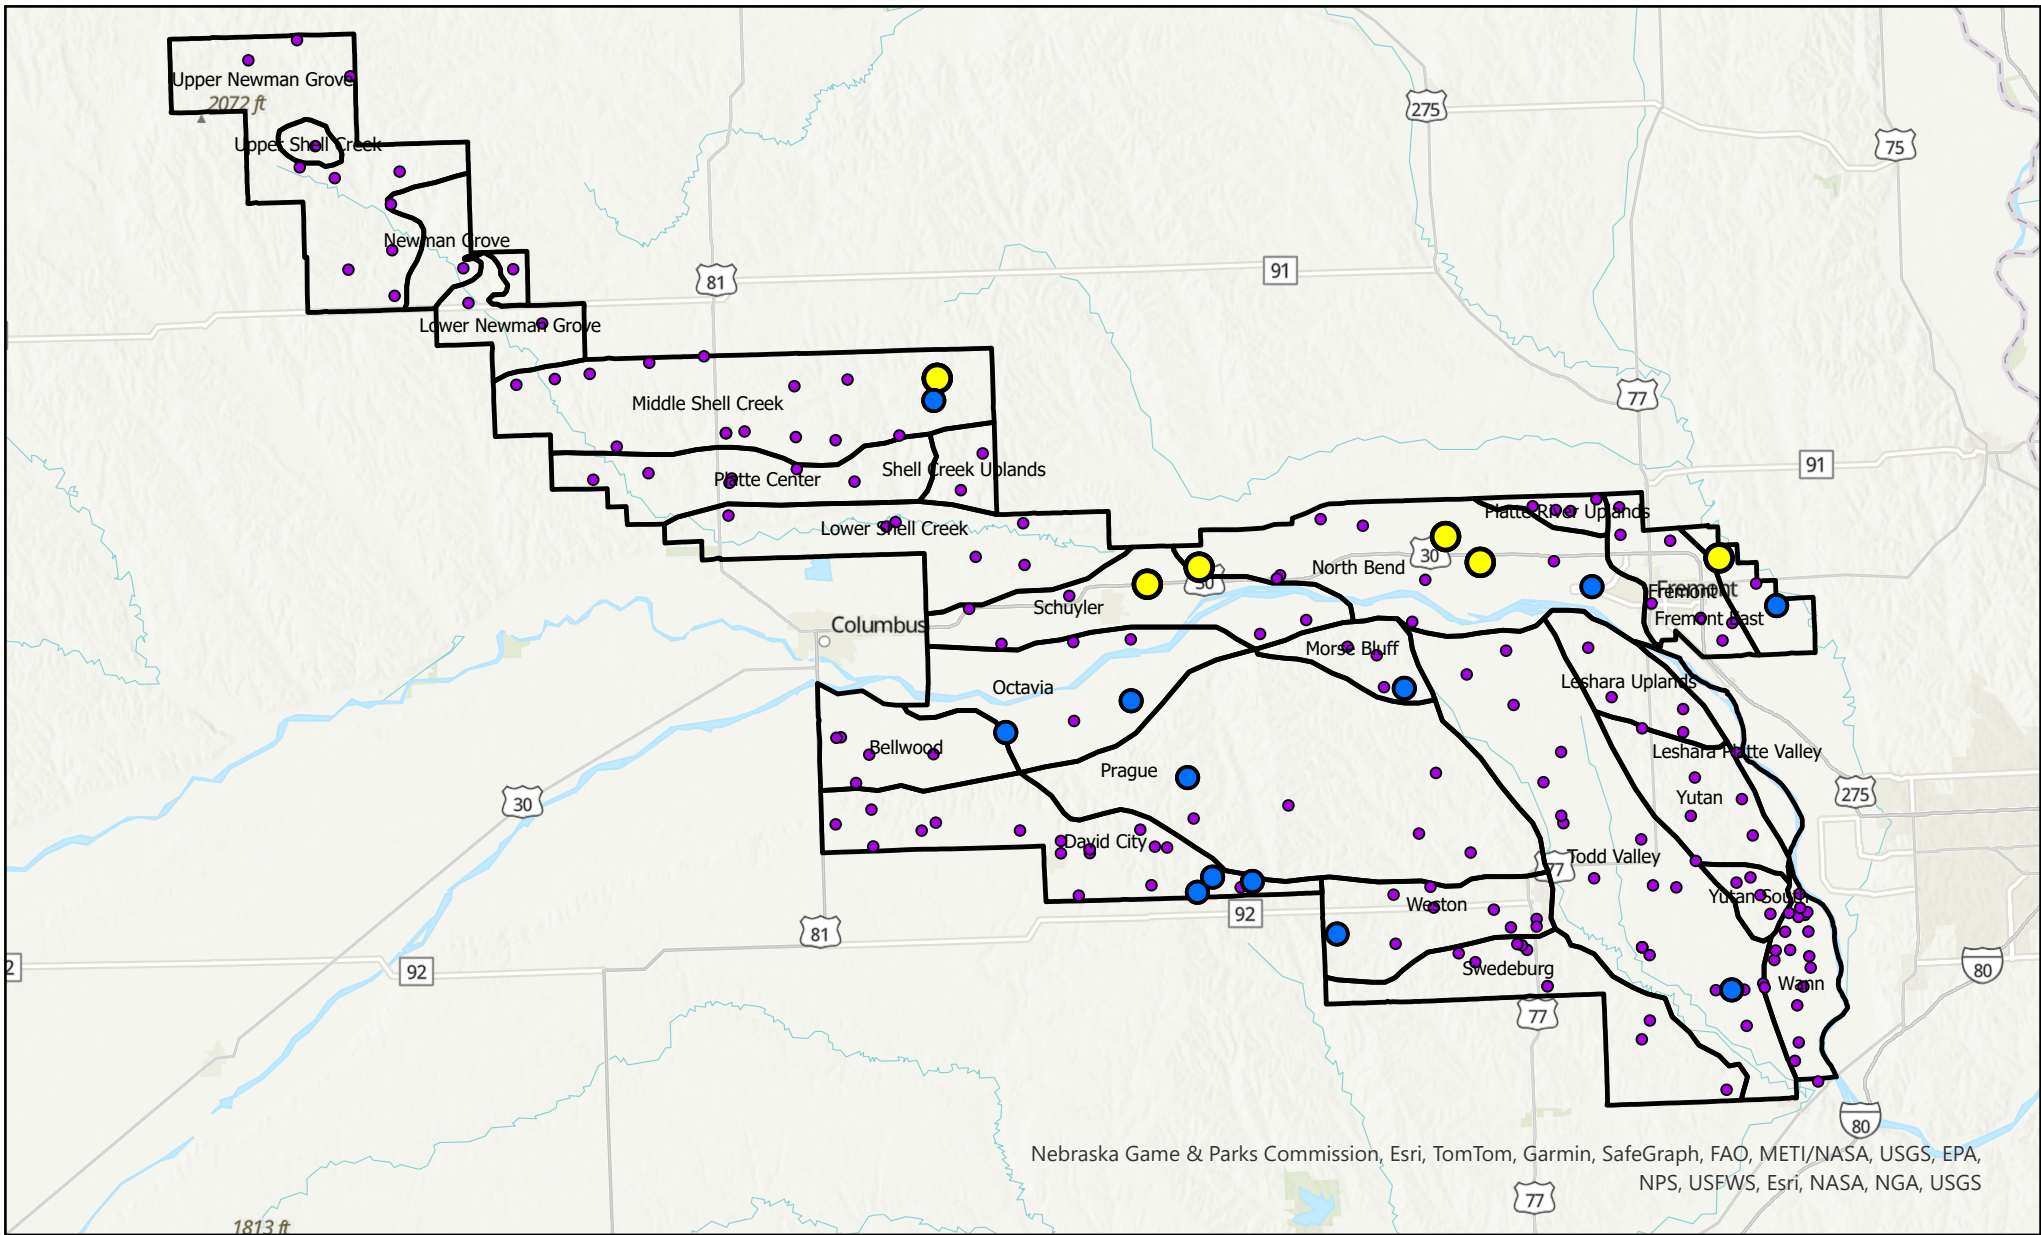 Upper Newman Grove
2072 ft
275
75
Upper Shell Creek
Newman Grove
81
91
Lower Newman Grove
77
Middle Shell Creek
91
Shell Creek Uplands
Platte Center
Platte River Uplands
Lower Shell Creek
30
North Bend
30
Fremont
Fremont
Schuyler
Fremont East
Columbus
Morse Bluff
Leshara Uplands
Octavia
Bellwood
Leshara Platte Valley
Prague
275
30
Yutan
David City
Todd Valley
77
Yutan South
Weston
92
81
Swedeburg
80
2
92
Wann
77
80
Nebraska Game & Parks Commission, Esri, TomTom, Garmin, SafeGraph, FAO, METI/NASA, USGS, EPA,
NPS, USFWS, Esri, NASA, NGA, USGS
77
1813 ft